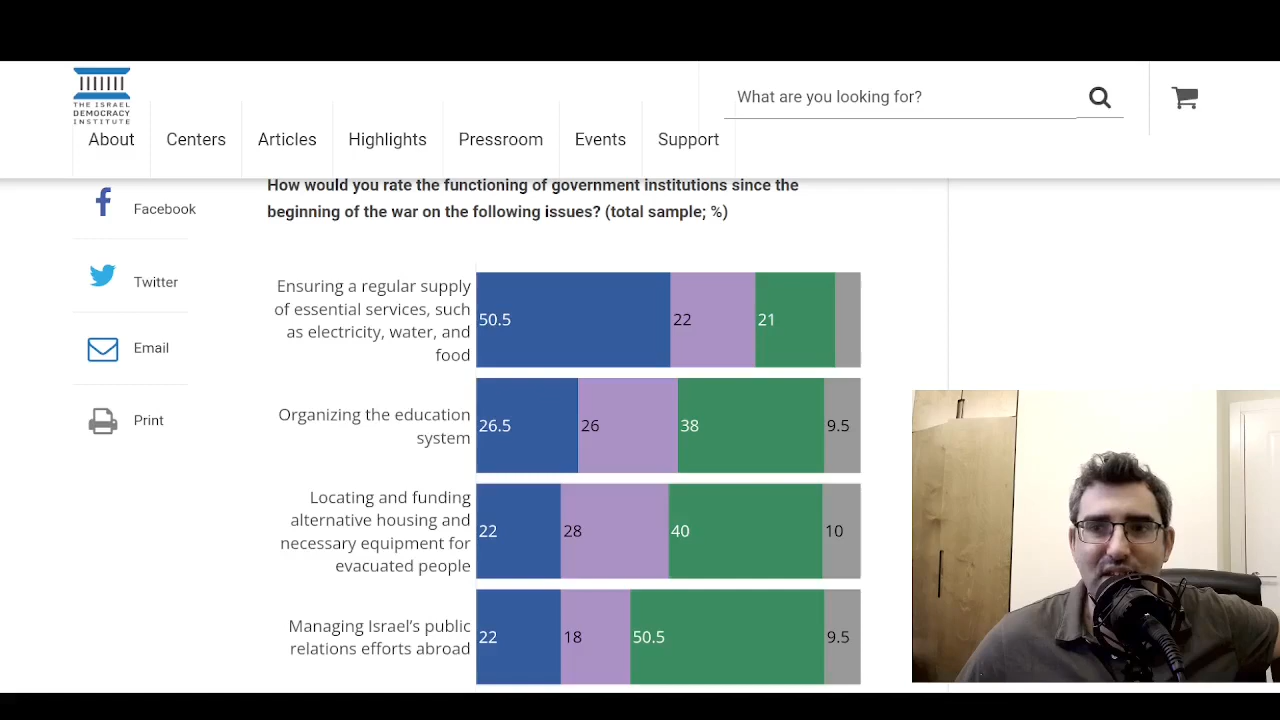 THE ISRAEL
DEMOCRACY
INSTITUTE
What are you looking for?
About
Centers
Articles
Highlights
Pressroom
Events
Support
Facebook
Twitter
Email
Print
How would you rate the functioning of government institutions since the
beginning of the war on the following issues? (total sample; %)
Ensuring a regular supply
of essential services, such
as electricity, water, and
food
50.5
22
21
Organizing the education
system
26.5
26
38
9.5
Locating and funding
alternative housing and
necessary equipment for
evacuated people
22
28
40
10
Managing Israel's public
relations efforts abroad
22
18
50.5
9.5